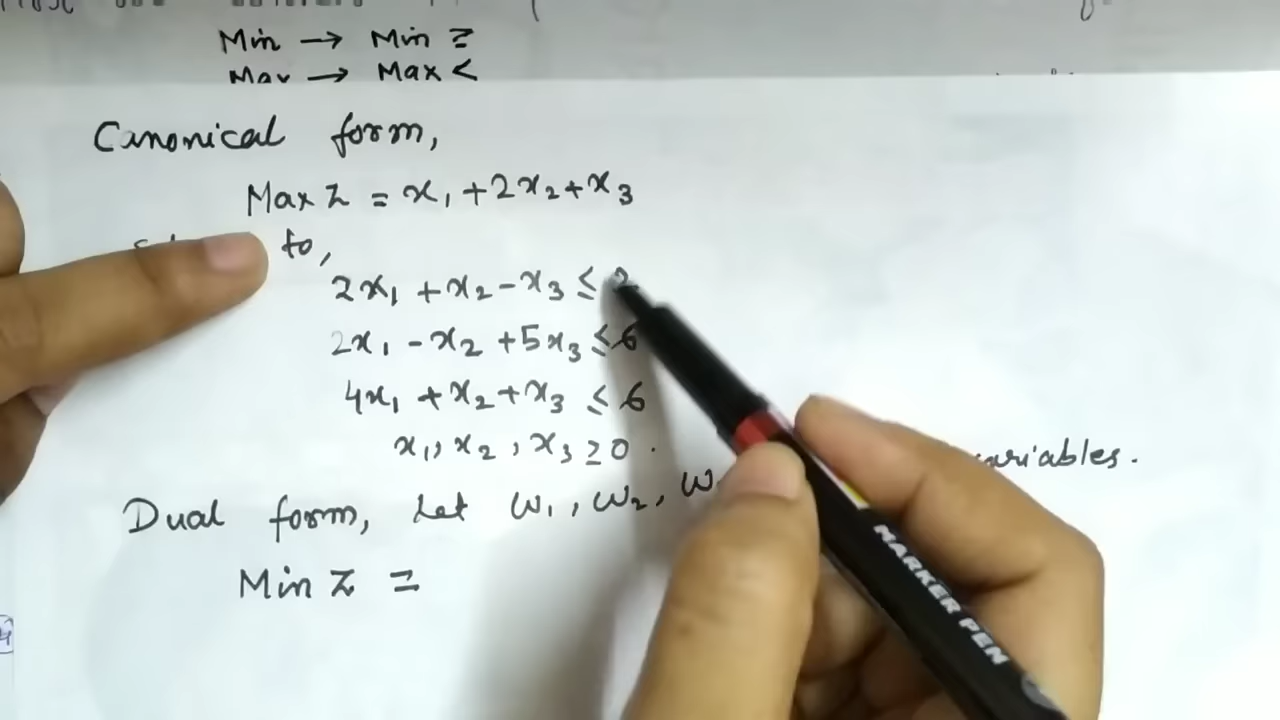 Min → Min ≥
Max → Max <
Canonical form,
Max Z = x₁ + 2x₂ + x₃
to,
2x₁ + x₂ - x₃ ≤
2x₁ - x₂ + 5x₃ ≤ 6
4x₁ + x₂ + x₃ ≤ 6
x₁, x₂, x₃ ≥ 0.
Dual form, Let w₁, w₂, w variables.
Min Z =
MARKER PEN